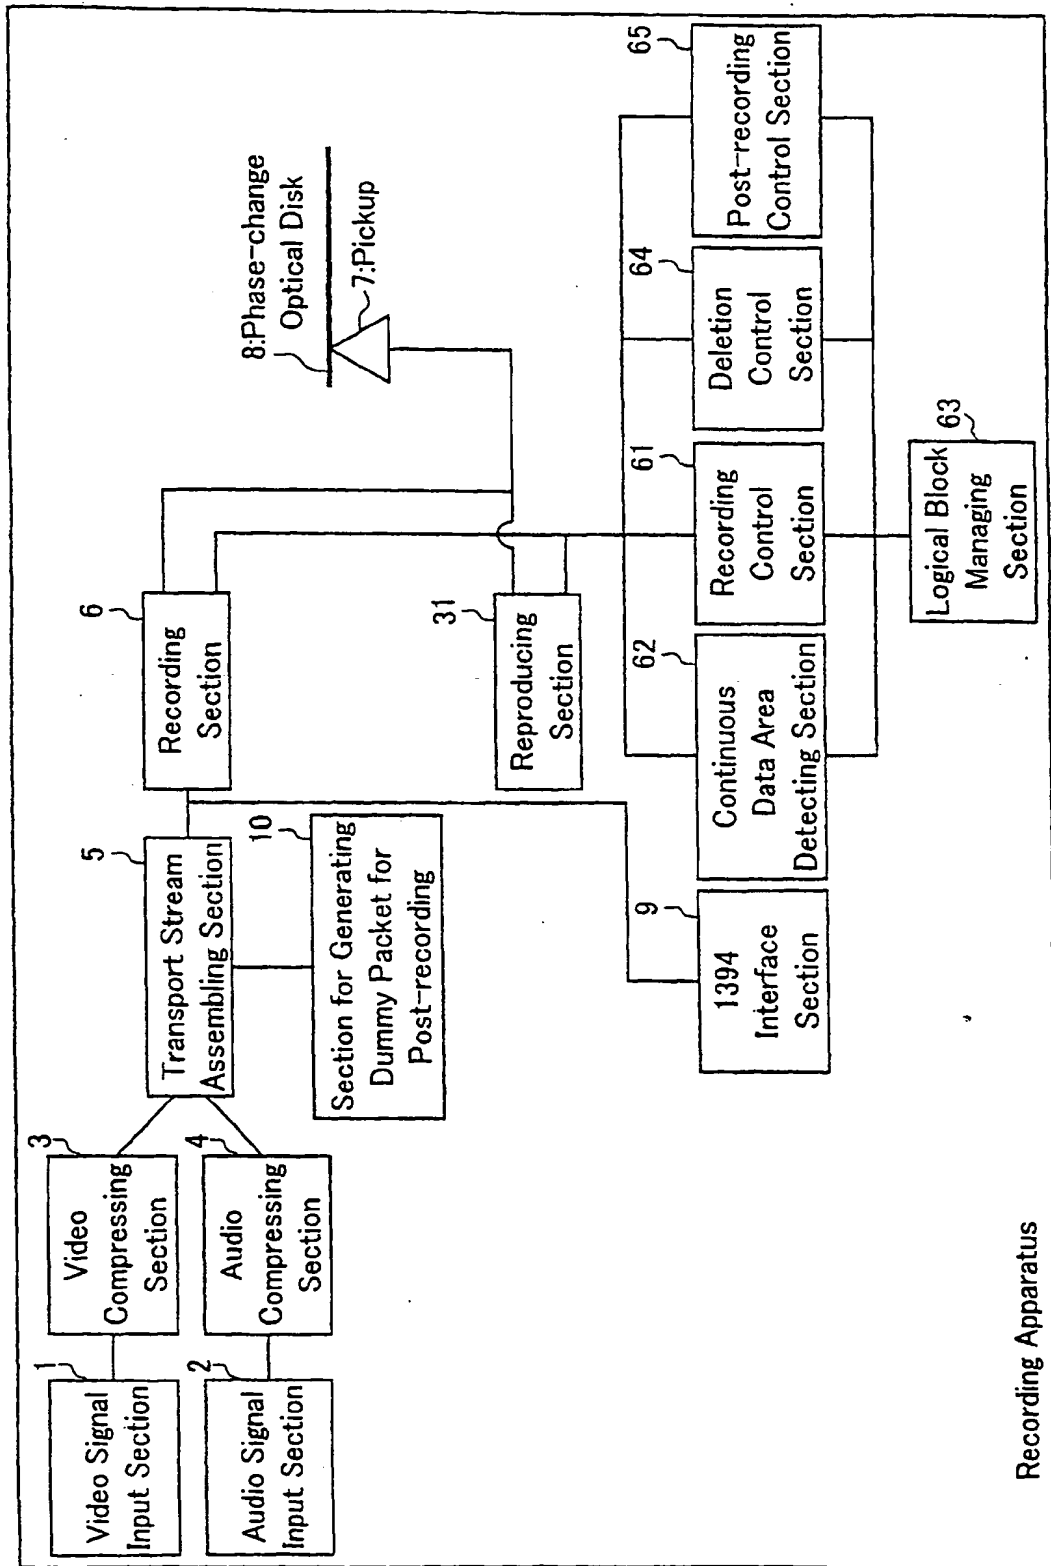 1
Video Signal
Input Section
2
Audio Signal
Input Section
3
Video
Compressing
Section
4
Audio
Compressing
Section
5
Transport Stream
Assembling Section
10
Section for Generating
Dummy Packet for
Post-recording
6
Recording
Section
8:Phase-change
Optical Disk
7:Pickup
31
Reproducing
Section
9
1394
Interface
Section
62
Continuous
Data Area
Detecting Section
61
Recording
Control
Section
64
Deletion
Control
Section
65
Post-recording
Control Section
63
Logical Block
Managing
Section
Recording Apparatus